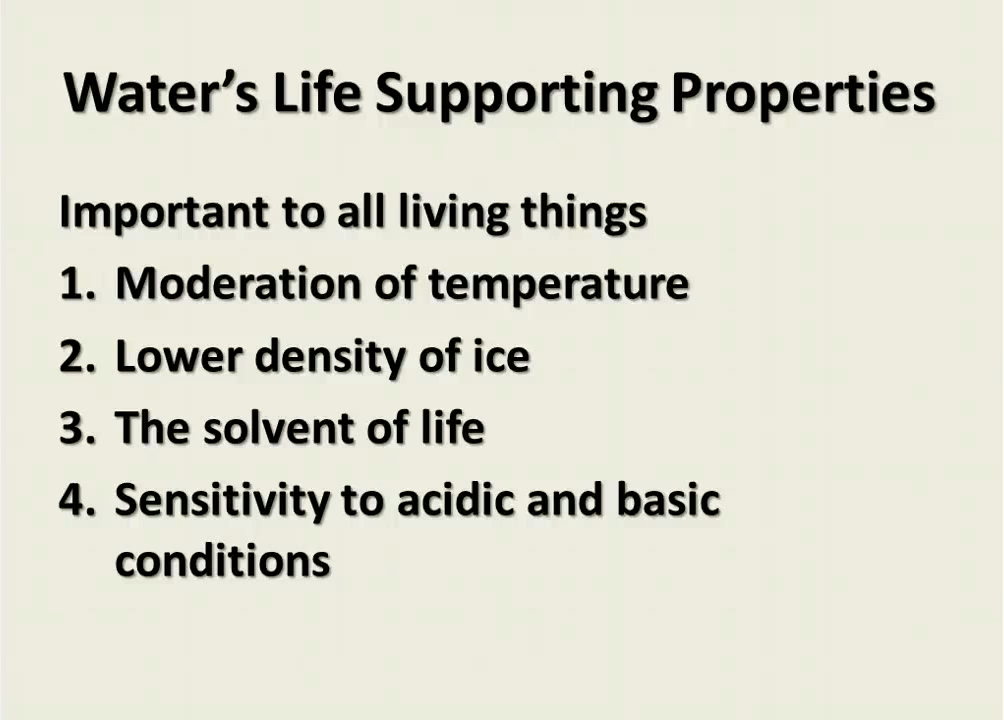 Water’s Life Supporting Properties
Important to all living things
1. Moderation of temperature
2. Lower density of ice
3. The solvent of life
4. Sensitivity to acidic and basic
conditions